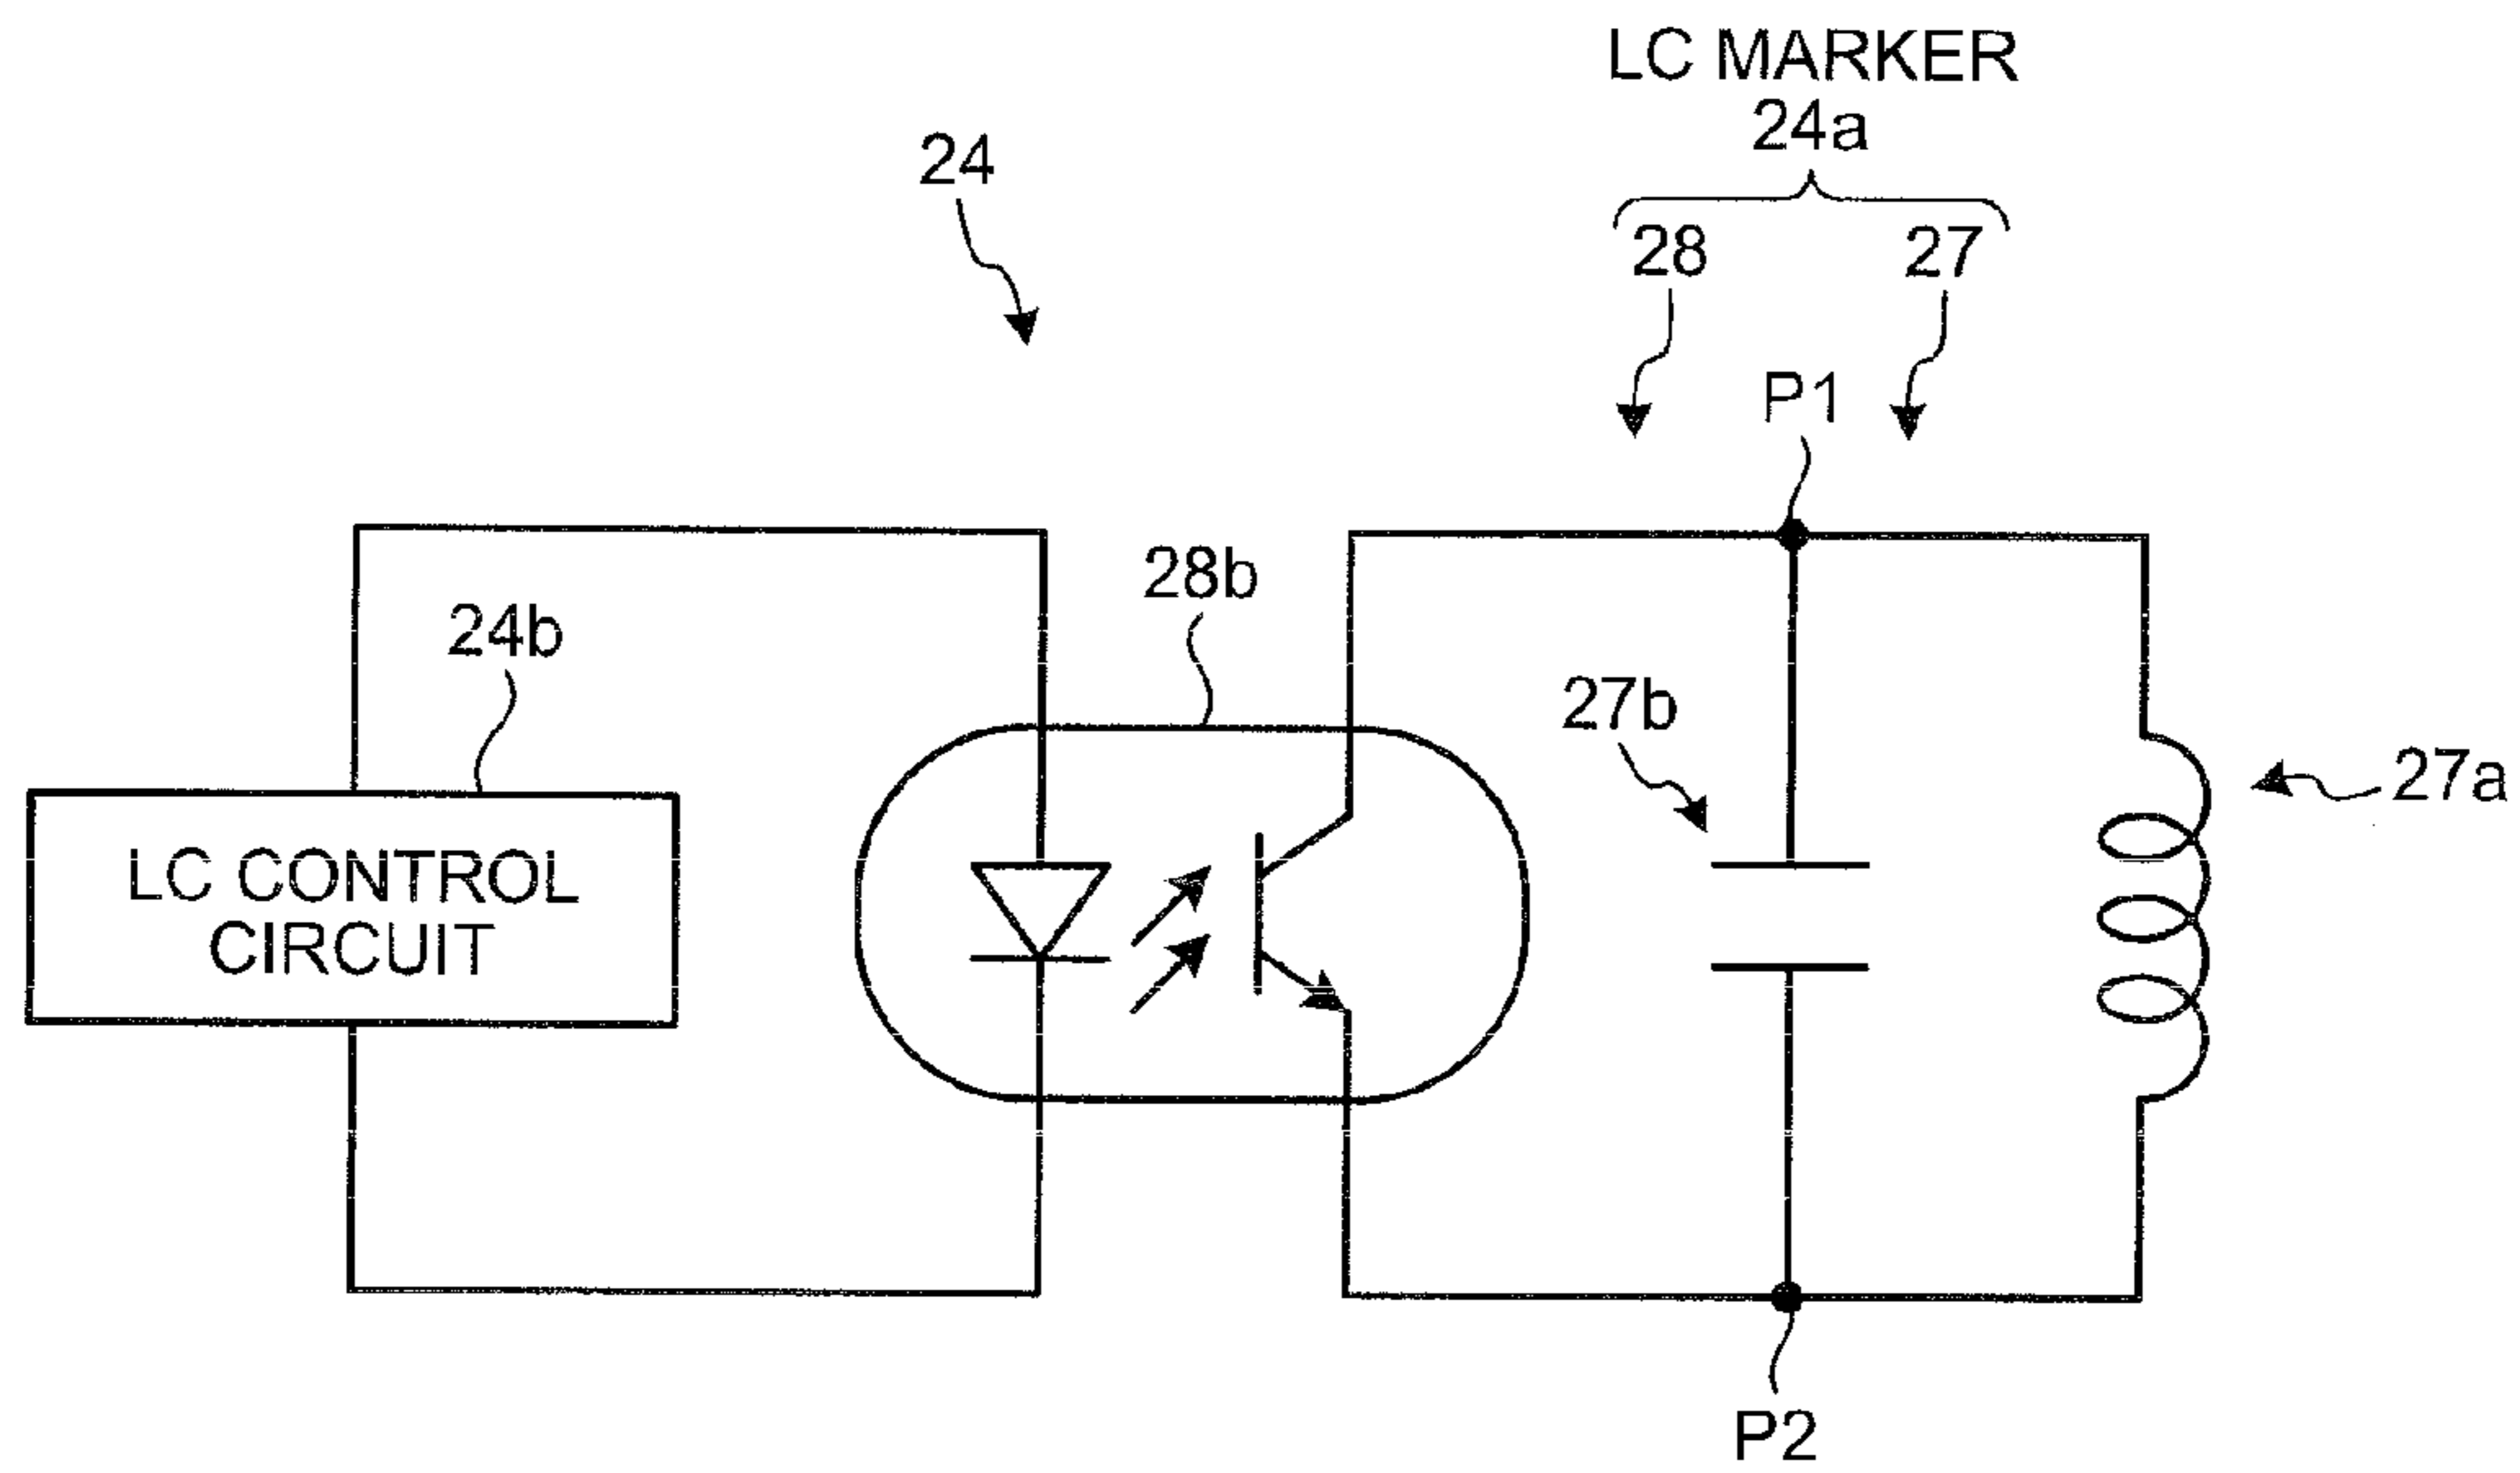 LC MARKER
24a
24
28
27
P1
28b
24b
27b
27a
LC CONTROL
CIRCUIT
P2